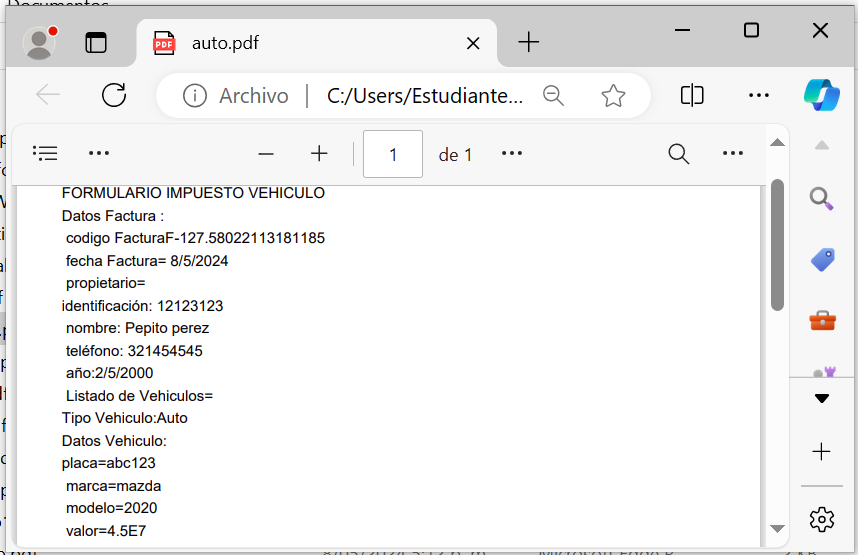 Documentos
PDF auto.pdf
Archivo C:/Users/Estudiante...
1 de 1
FORMULARIO IMPUESTO VEHICULO
Datos Factura :
codigo FacturaF-127.58022113181185
fecha Factura= 8/5/2024
propietario=
identificación: 12123123
nombre: Pepito perez
teléfono: 321454545
año:2/5/2000
Listado de Vehiculos=
Tipo Vehiculo:Auto
Datos Vehiculo:
placa=abc123
marca=mazda
modelo=2020
valor=4.5E7